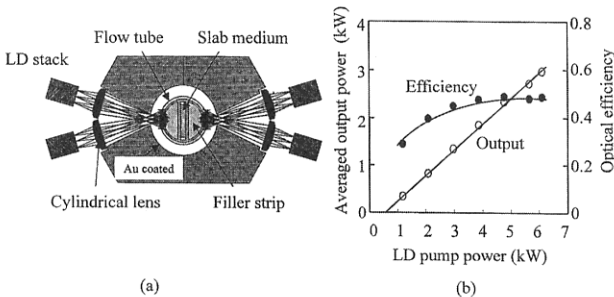 Flow tube
Slab medium
LD stack
Au coated
Cylindrical lens
Filler strip
(a)
Averaged output power (kW)
4
3
2
1
0
Efficiency
Output
0.8
0.6
0.4
0.2
0
Optical efficiency
0 1 2 3 4 5 6 7
LD pump power (kW)
(b)